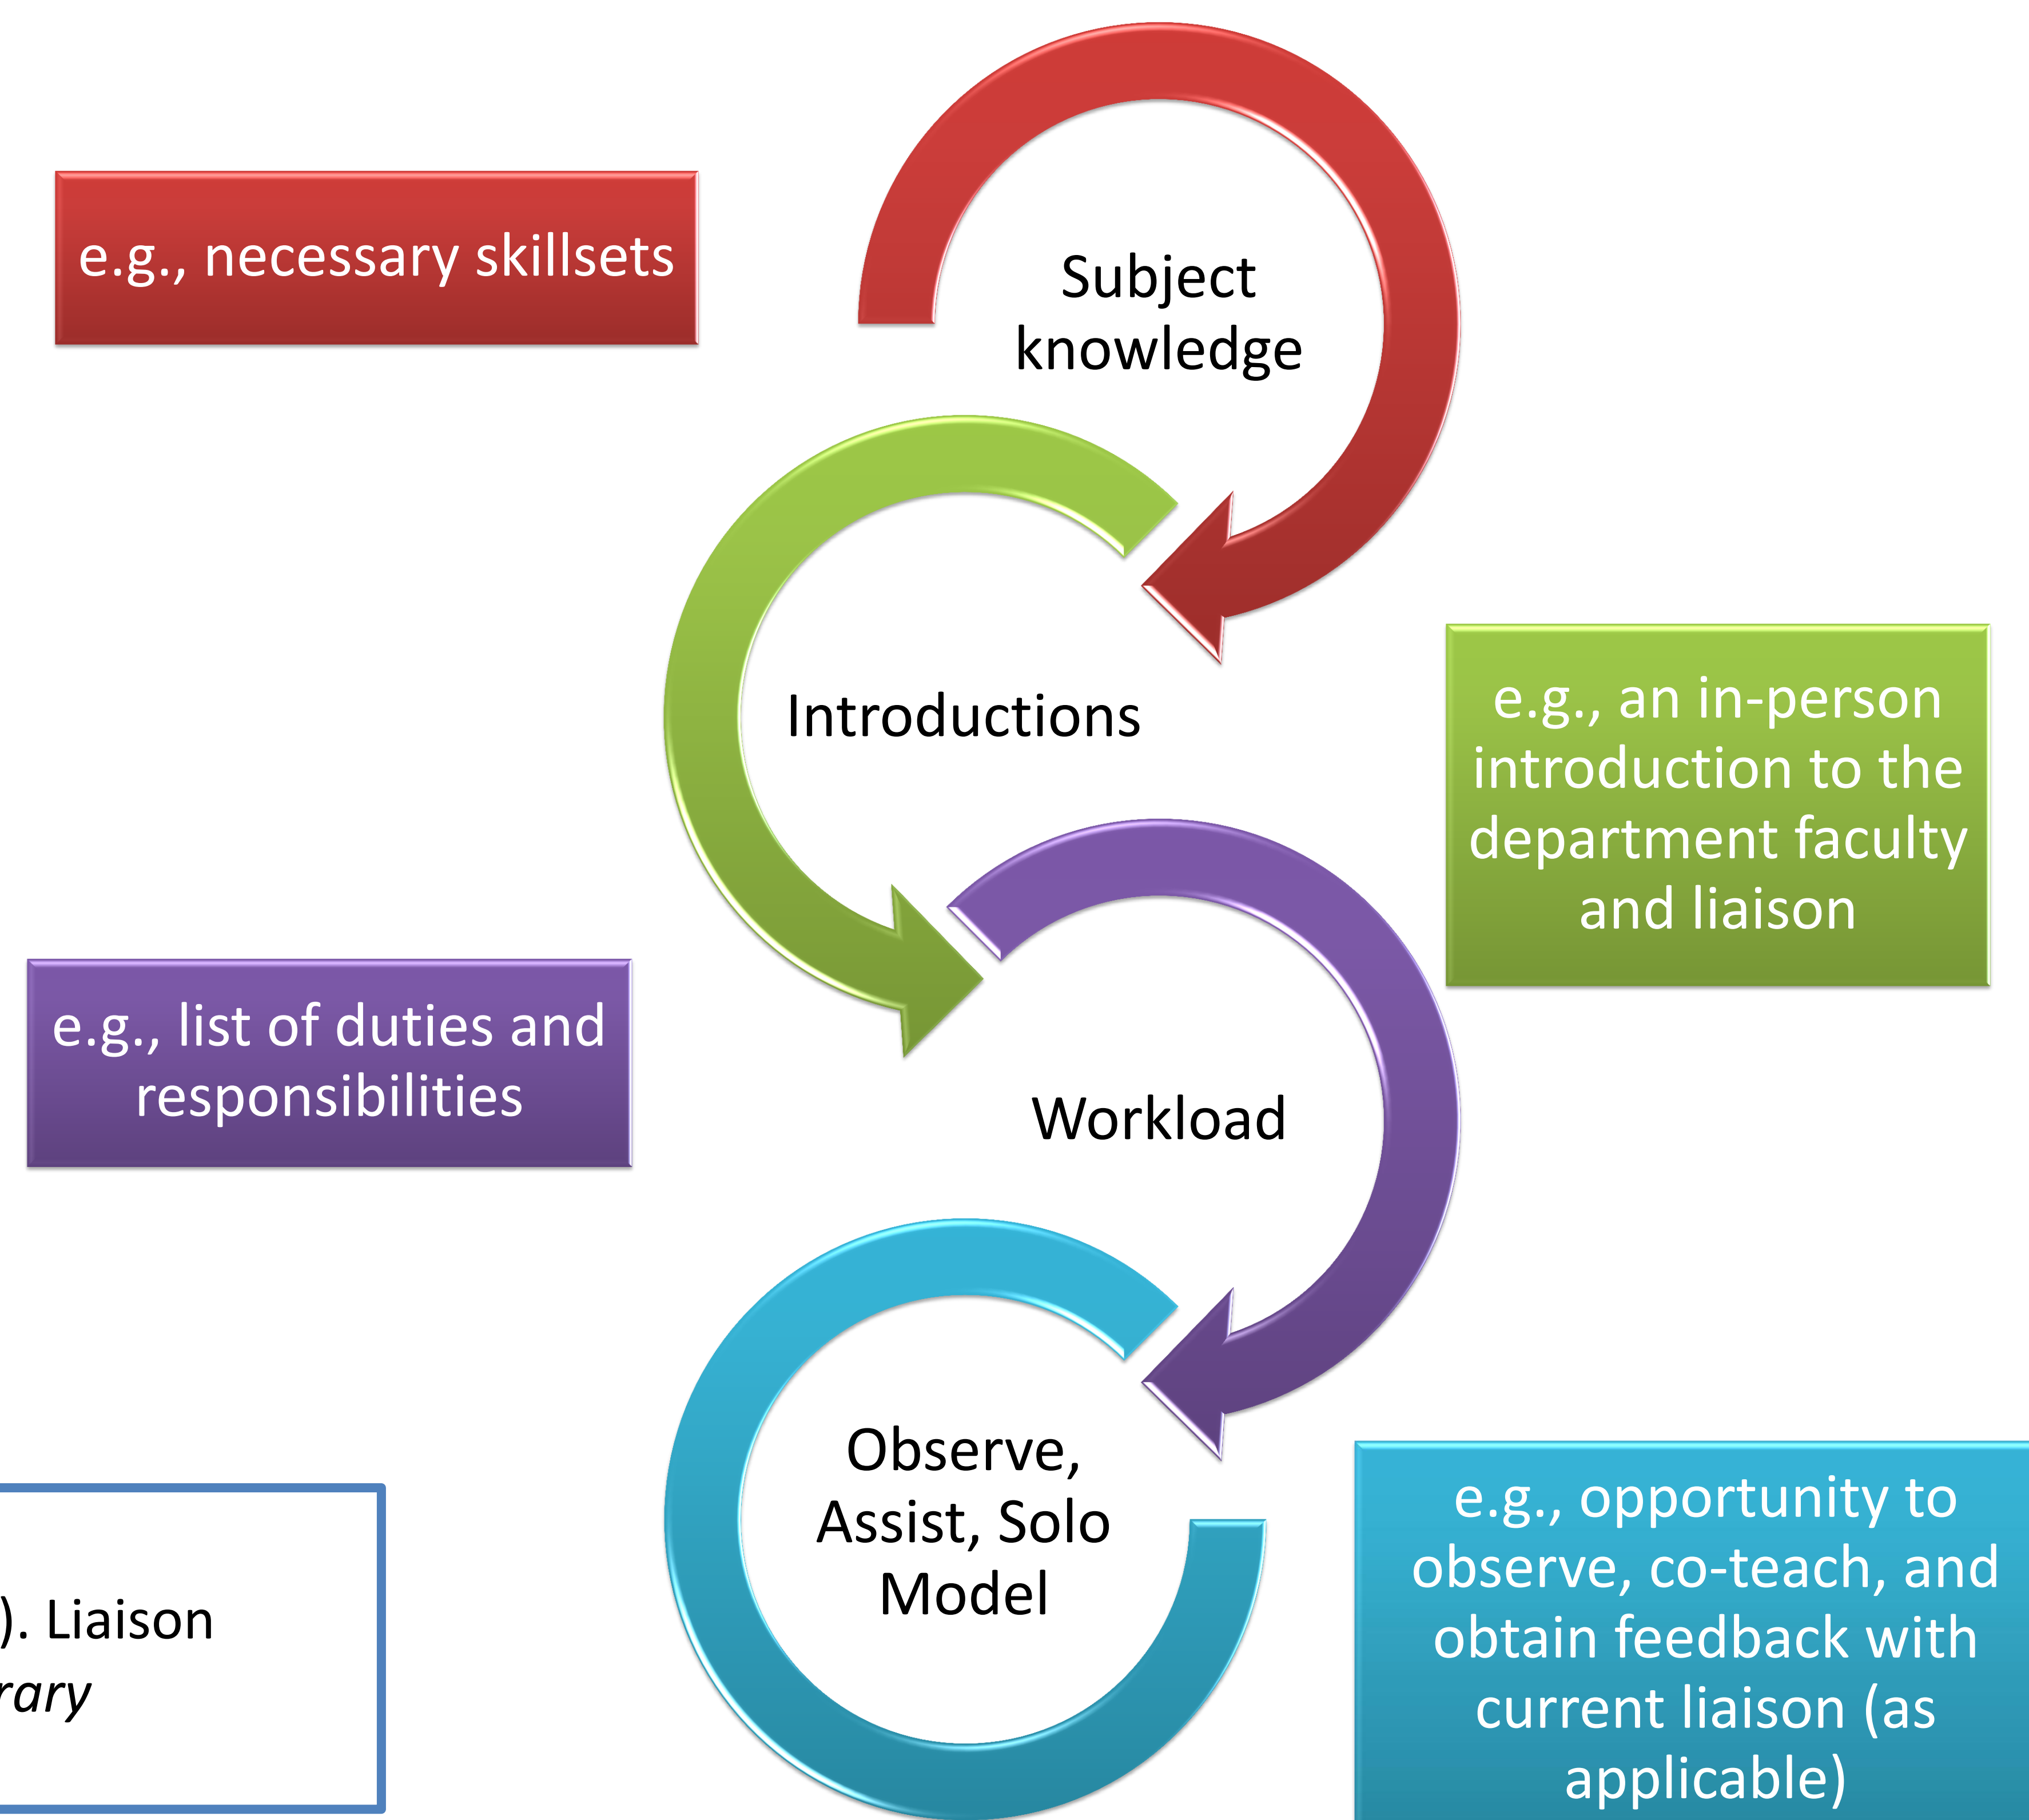 e.g., necessary skillsets
Subject
knowledge
Introductions
e.g., an in-person
introduction to the
department faculty
and liaison
e.g., list of duties and
responsibilities
Workload
Observe,
Assist, Solo
Model
e.g., opportunity to
observe, co-teach, and
obtain feedback with
current liaison (as
applicable)
). Liaison
rary